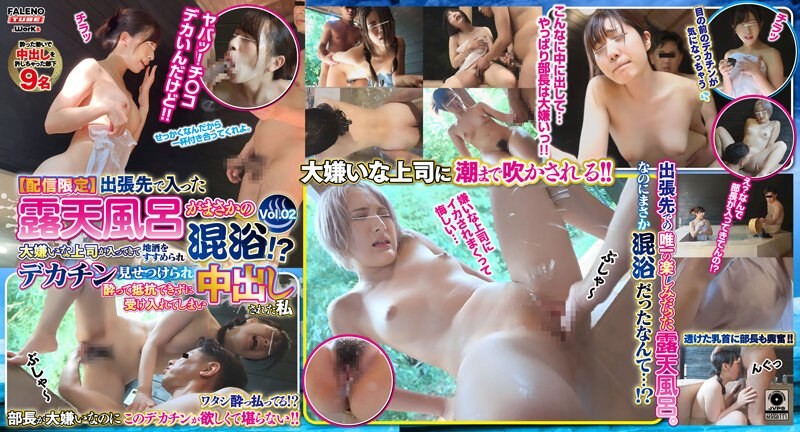 FALENO
TUBE
&WorKs
チラッ
酔った勢いで
中出しを
許しちゃった部下
9名
ヤバッ!チ○コ
デカいんだけど!!
せっかくなんだから
一杯付き合ってくれよ。
【配信限定】出張先で入った
露天風呂がまさかの
混浴!?
Vol.02
大嫌いな上司が入ってきて
地酒をすすめられ
デカチン見せつけられ
酔って抵抗できずに
受け入れてしまい
中出しされた私
ぶしゃ〜
ワタシ酔っ払ってる!?
部長が大嫌いなのにこのデカチンが欲しくて堪らない!!
こんなに中に出して…
やっぱり部長は大嫌いっ!!
目の前のデカチンが
気になっちゃう
チラッ
大嫌いな上司に潮まで吹かされる!!
嫌いな上司に
イカされまくって
悔しい…
ぶしゃ〜
えっ?なんで
部長が入ってきてんの!?
出張先での唯一の楽しみだった露天風呂。
なのにまさか混浴だったなんて…!?
透けた乳首に部長も興奮!!
んぐっ